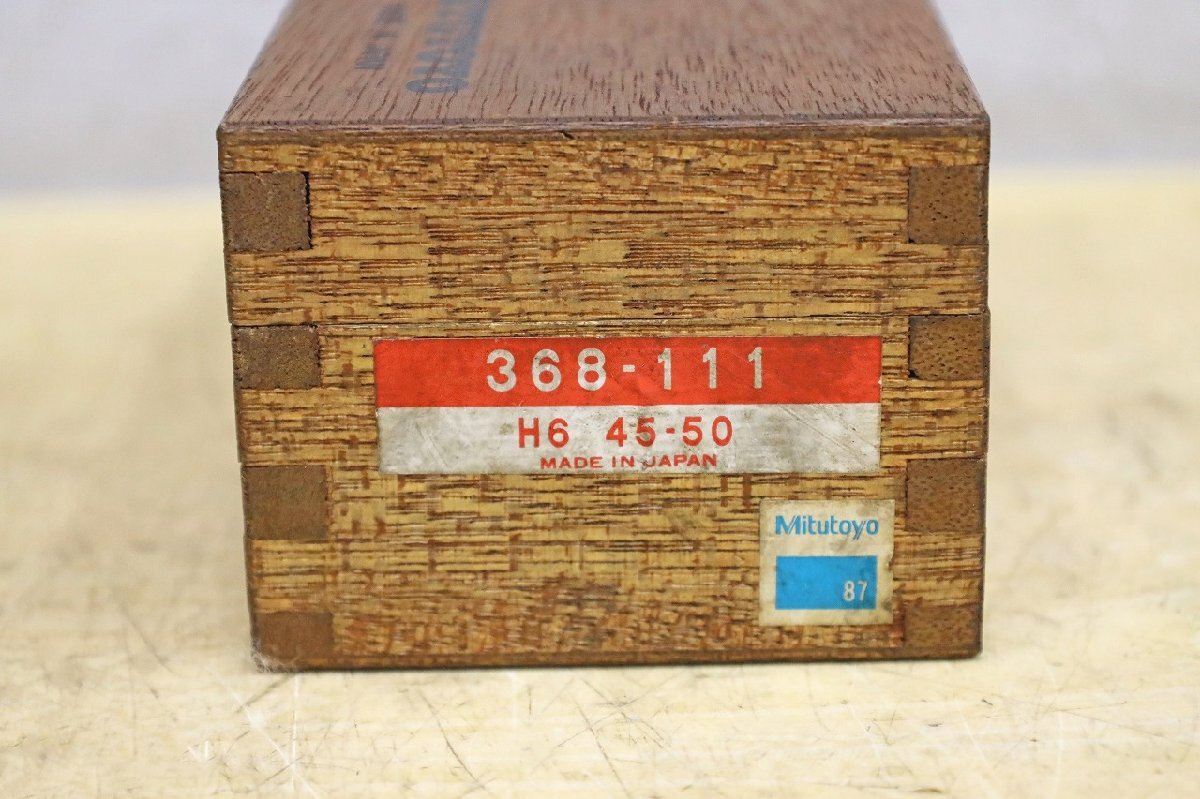 368-111
H6 45-50
MADE IN JAPAN
Mitutoyo
87